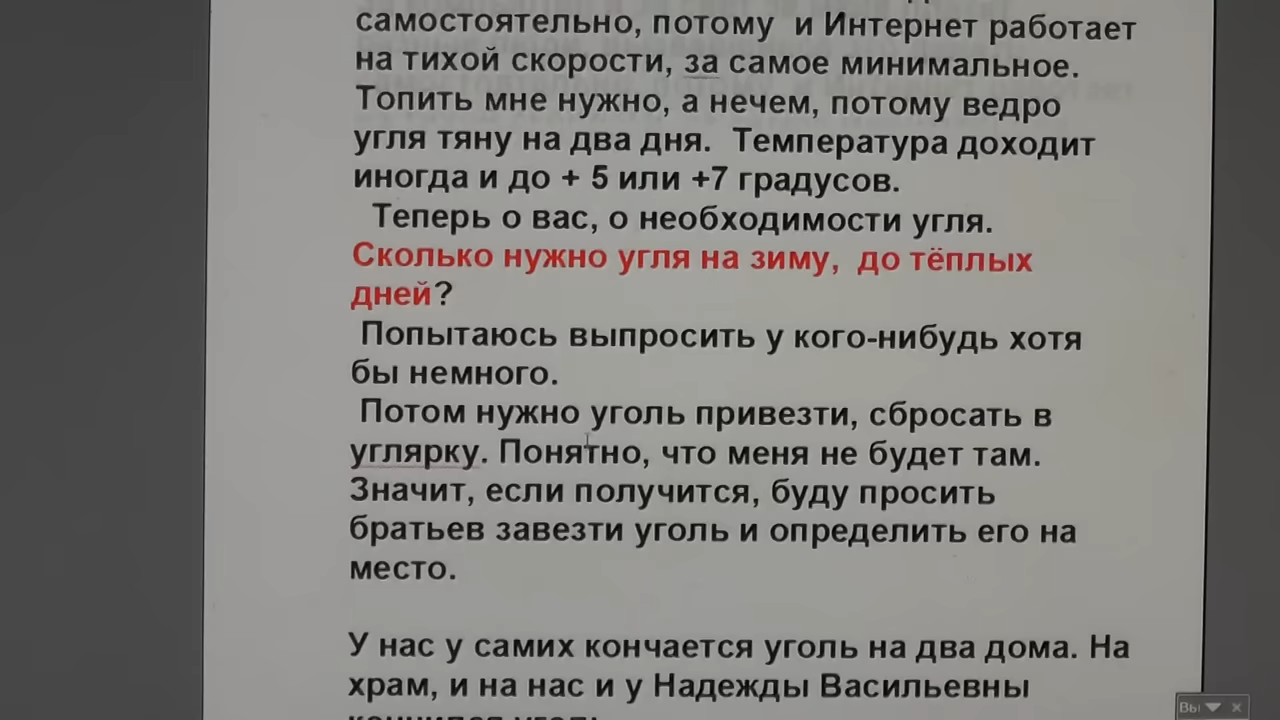 самостоятельно, потому  и Интернет работает
на тихой скорости, за самое минимальное.
Топить мне нужно, а нечем, потому ведро
угля тяну на два дня.  Температура доходит
иногда и до + 5 или +7 градусов.
Теперь о вас, о необходимости угля.
Сколько нужно угля на зиму,  до тёплых
дней?
Попытаюсь выпросить у кого-нибудь хотя
бы немного.
Потом нужно уголь привезти, сбросать в
углярку. Понятно, что меня не будет там.
Значит, если получится, буду просить
братьев завезти уголь и определить его на
место.
У нас у самих кончается уголь на два дома. На
храм, и на нас и у Надежды Васильевны
Вы